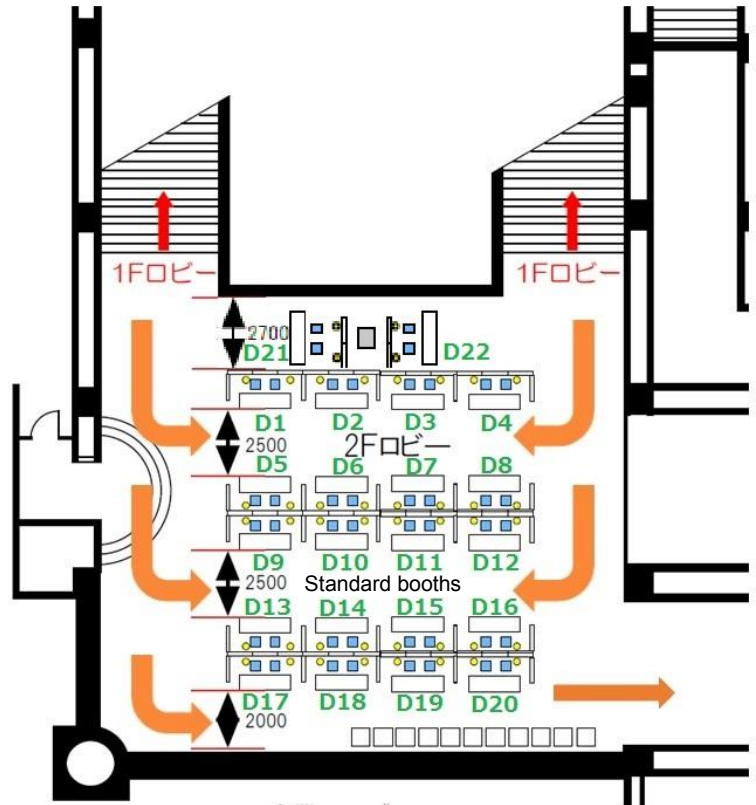 1Fロビー 1Fロビー
2700
D21 D22
D1 D2 D3 D4
2500 2Fロビー
D5 D6 D7 D8
D9 D10 D11 D12
2500 Standard booths
D13 D14 D15 D16
D17 D18 D19 D20
2000